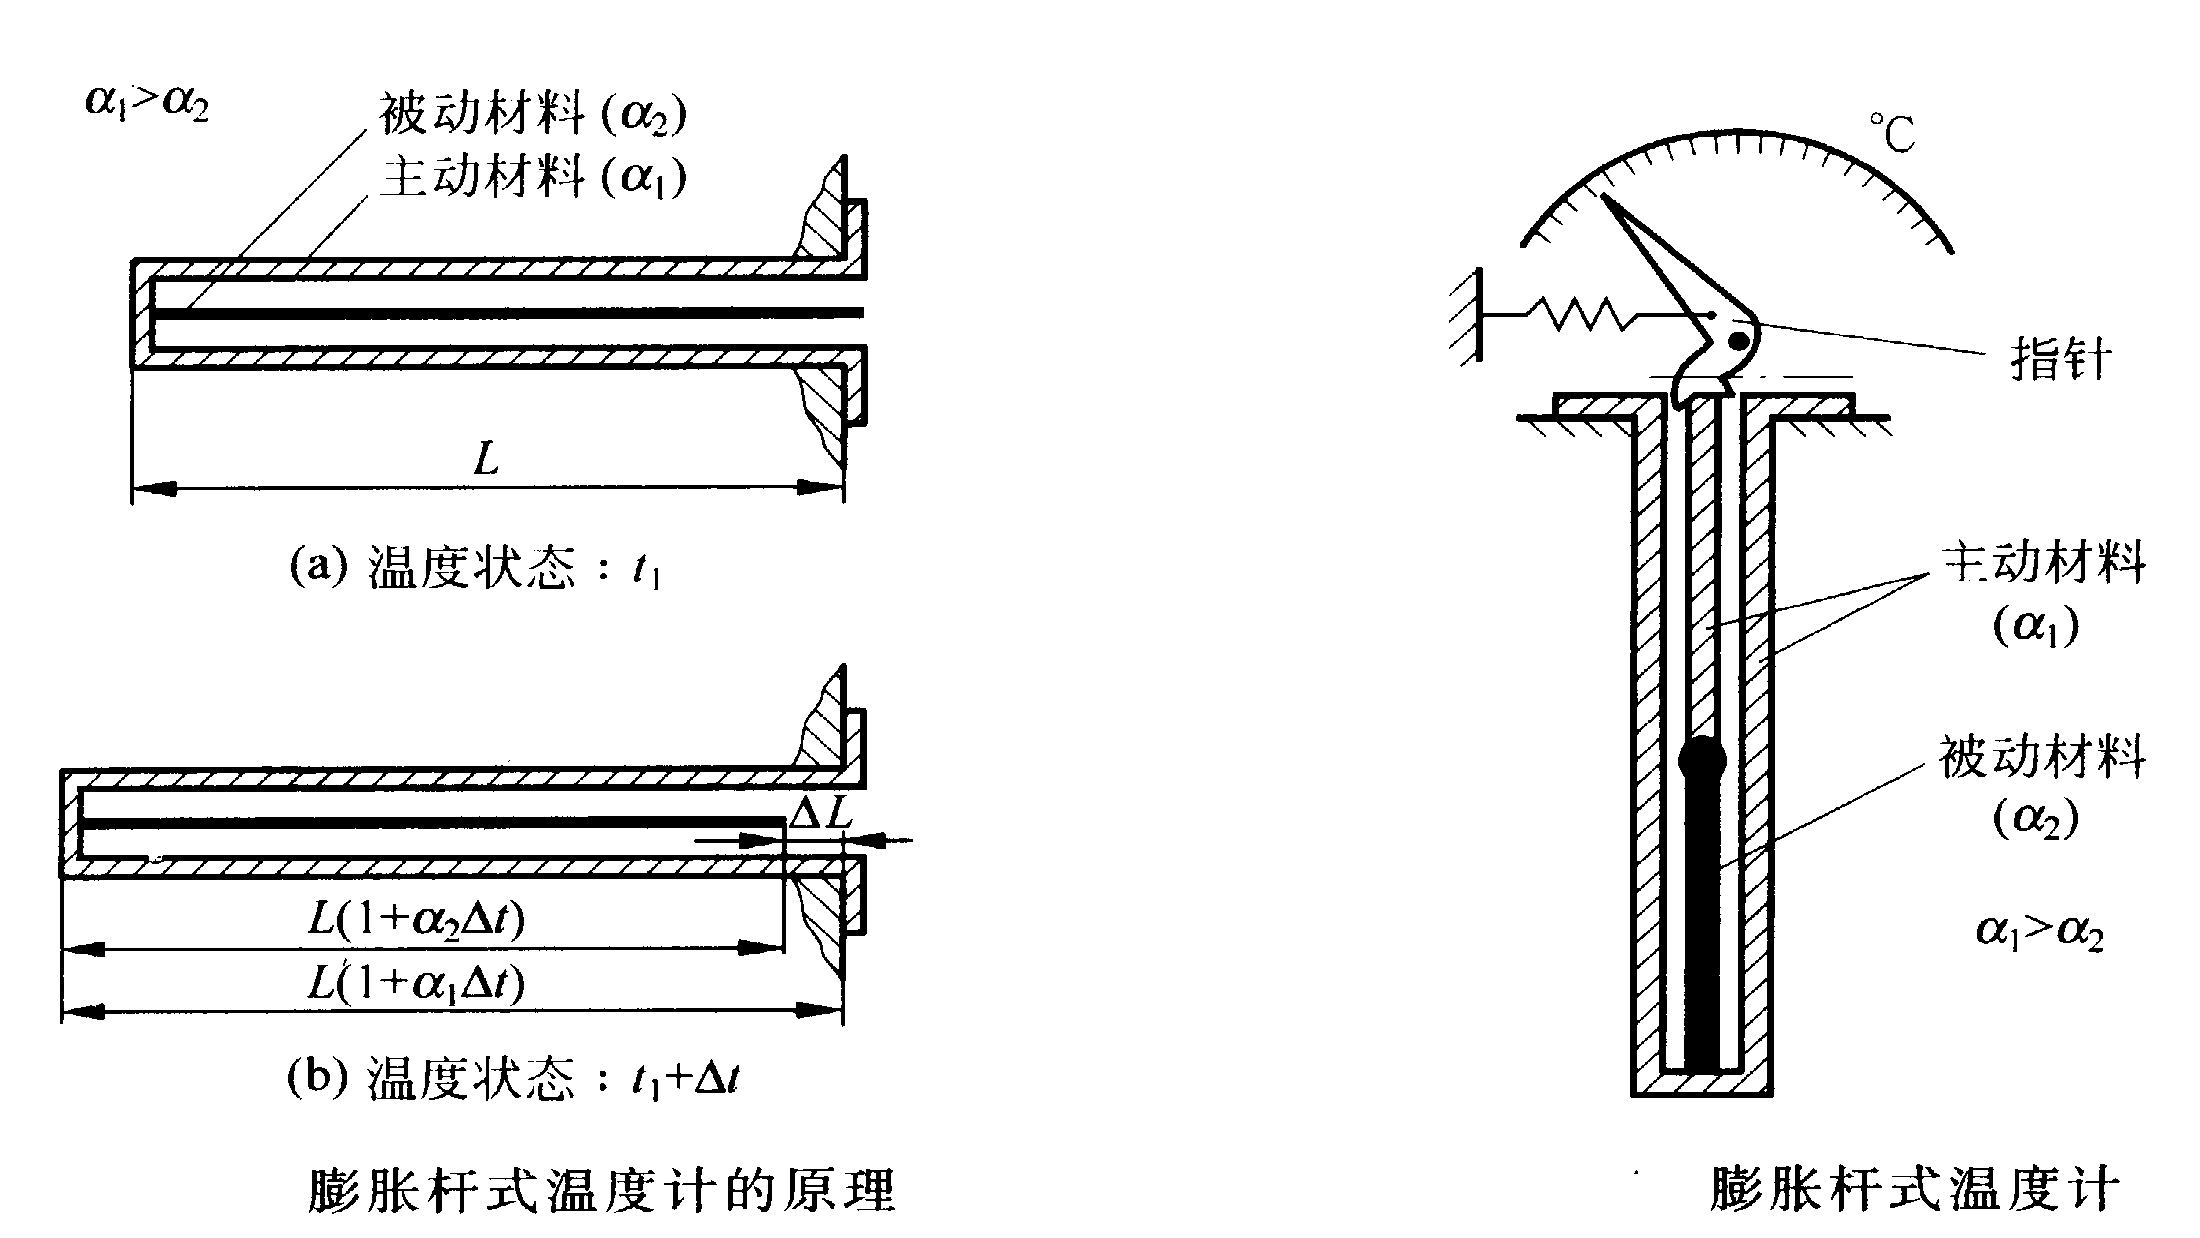 α₁>α₂
被动材料(α₂)
主动材料(α₁)
L
(a) 温度状态：t₁
ΔL
L(1+α₂Δt)
L(1+α₁Δt)
(b) 温度状态：t₁+Δt
膨胀杆式温度计的原理
℃
指针
主动材料
(α₁)
被动材料
(α₂)
α₁>α₂
膨胀杆式温度计